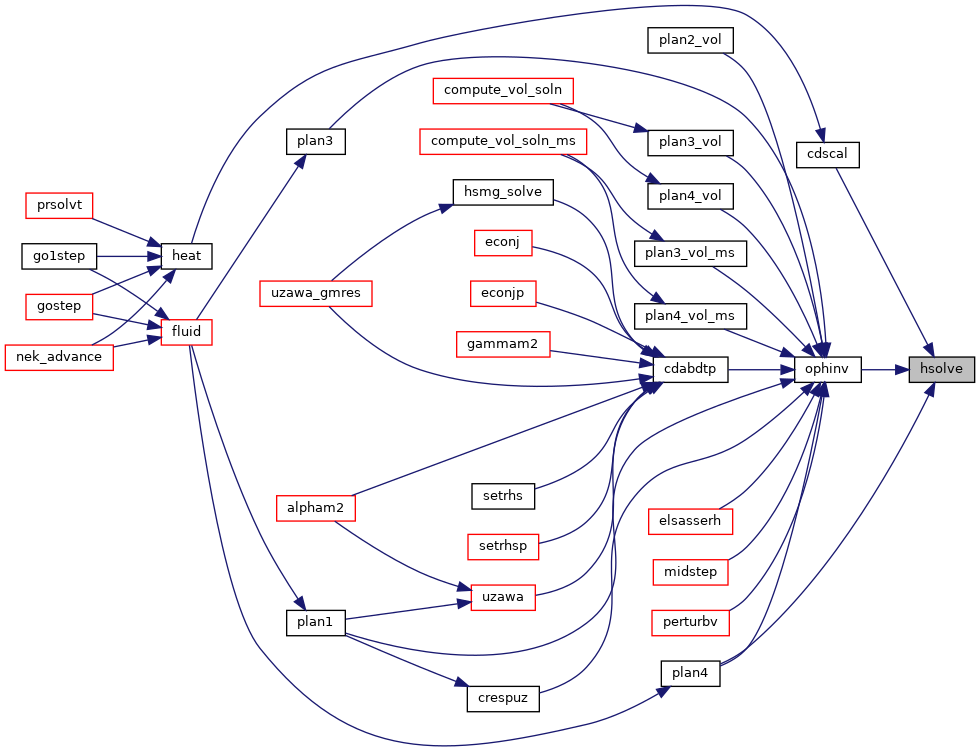 plan2_vol
compute_vol_soln
plan3
compute_vol_soln_ms
plan3_vol
cdscal
hsmg_solve
plan4_vol
prsolvt
econj
plan3_vol_ms
go1step
heat
uzawa_gmres
econjp
gostep
plan4_vol_ms
fluid
gammam2
nek_advance
cdabdtp
ophinv
hsolve
setrhs
alpham2
elsasserh
setrhsp
midstep
uzawa
plan1
perturbv
plan4
crespuz